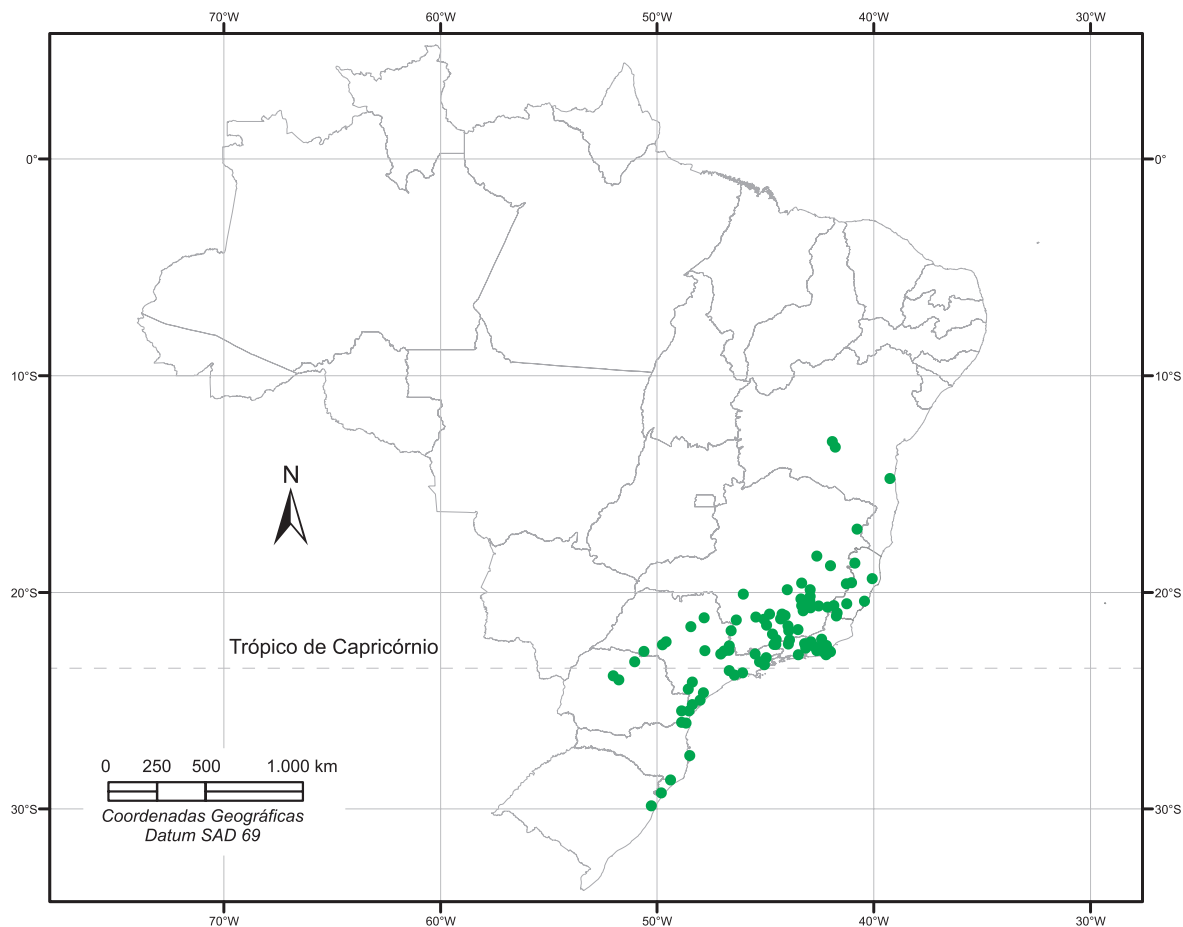 70°W 60°W 50°W 40°W 30°W
0° 0°
10°S 10°S
N
20°S 20°S
Trópico de Capricórnio
0 250 500 1.000 km
Coordenadas Geográficas
Datum SAD 69
30°S 30°S
70°W 60°W 50°W 40°W 30°W